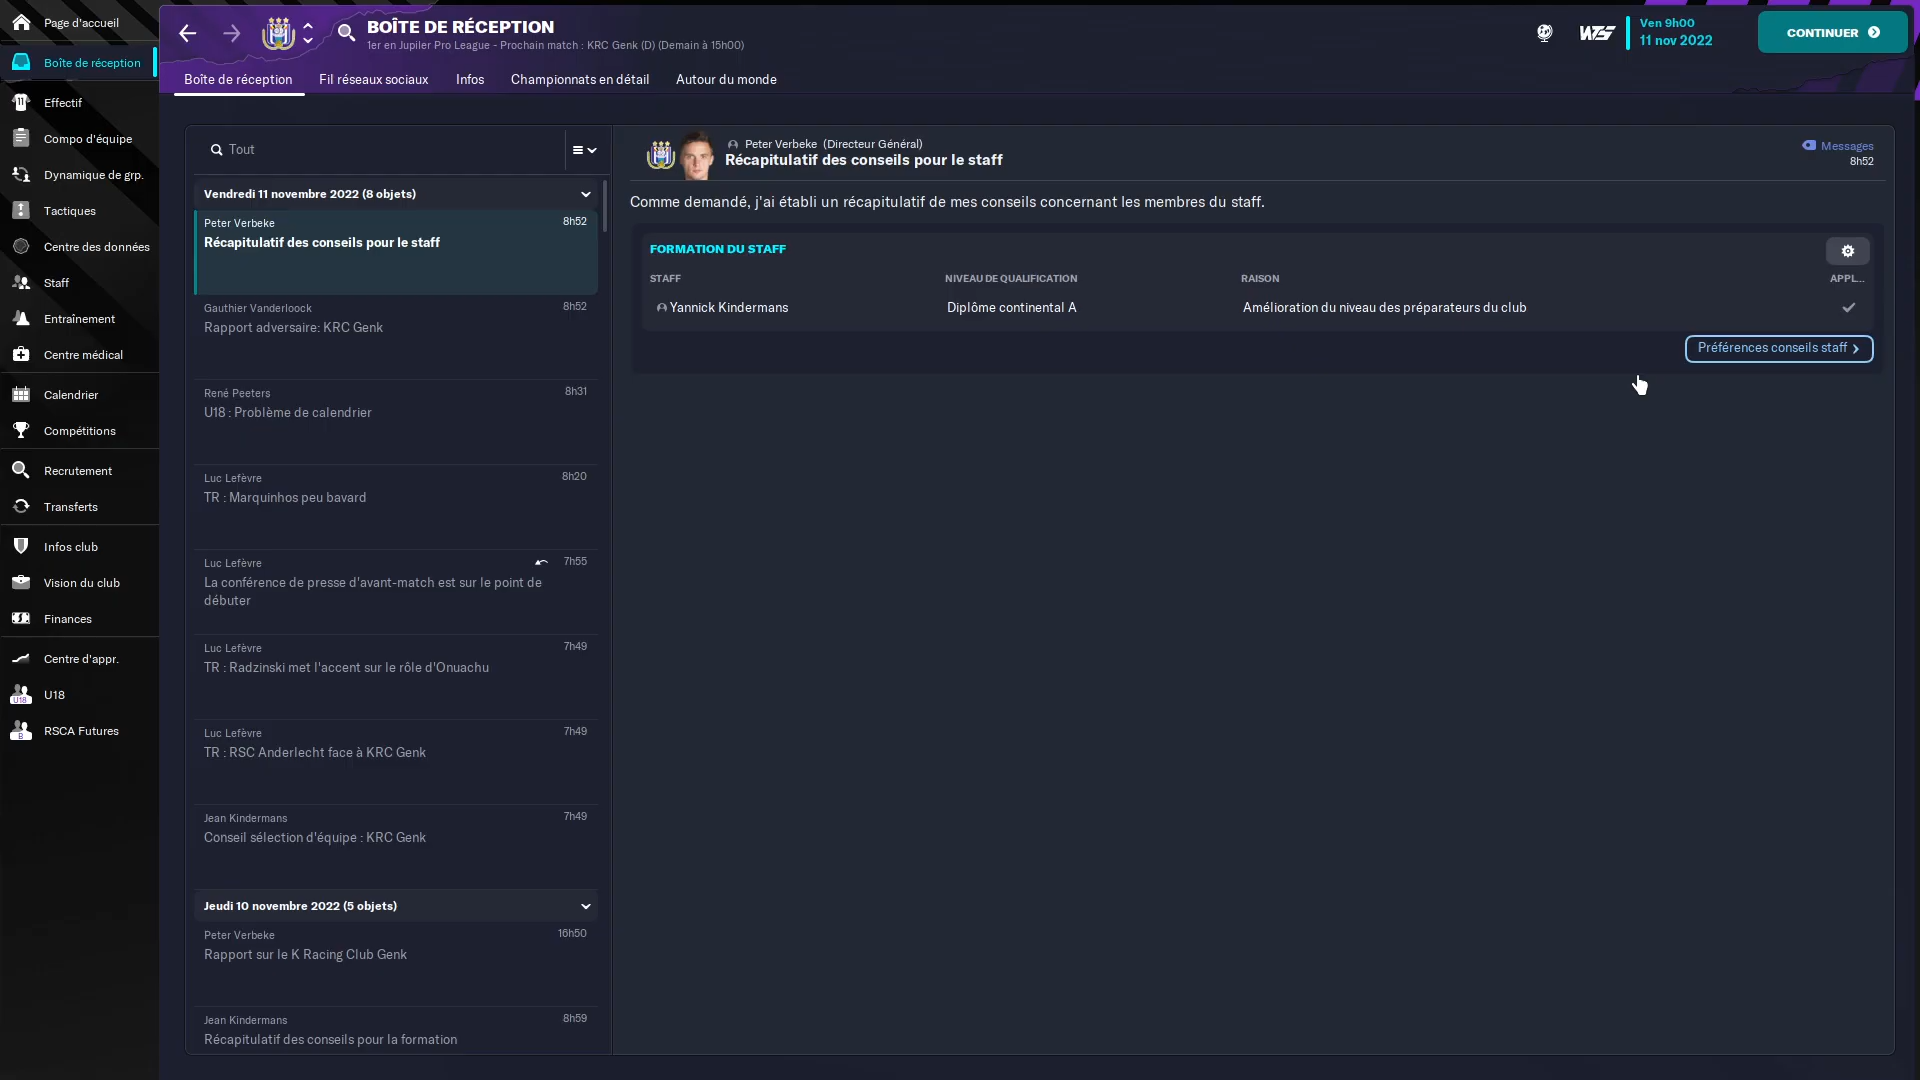 Page d'accueil
Boîte de réception
Effectif
Compo d'équipe
Dynamique de grp.
Tactiques
Centre des données
Staff
Entraînement
Centre médical
Calendrier
Compétitions
Recrutement
Transferts
Infos club
Vision du club
Finances
Centre d'appr.
U18
U18
B
RSCA Futures
BOÎTE DE RÉCEPTION
1er en Jupiler Pro League - Prochain match : KRC Genk (D) (Demain à 15h00)
Ven 9h00
11 nov 2022
CONTINUER
Boîte de réception
Fil réseaux sociaux
Infos
Championnats en détail
Autour du monde
Tout
Vendredi 11 novembre 2022 (8 objets)
Peter Verbeke 8h52
Récapitulatif des conseils pour le staff
Gauthier Vanderloock 8h52
Rapport adversaire: KRC Genk
René Peeters 8h31
U18 : Problème de calendrier
Luc Lefèvre 8h20
TR : Marquinhos peu bavard
Luc Lefèvre 7h55
La conférence de presse d'avant-match est sur le point de
débuter
Luc Lefèvre 7h49
TR : Radzinski met l'accent sur le rôle d'Onuachu
Luc Lefèvre 7h49
TR : RSC Anderlecht face à KRC Genk
Jean Kindermans 7h49
Conseil sélection d'équipe : KRC Genk
Jeudi 10 novembre 2022 (5 objets)
Peter Verbeke 16h50
Rapport sur le K Racing Club Genk
Jean Kindermans 8h59
Récapitulatif des conseils pour la formation
Peter Verbeke (Directeur Général)
Récapitulatif des conseils pour le staff
Messages
8h52
Comme demandé, j'ai établi un récapitulatif de mes conseils concernant les membres du staff.
FORMATION DU STAFF
STAFF NIVEAU DE QUALIFICATION RAISON APPL...
Yannick Kindermans Diplôme continental A Amélioration du niveau des préparateurs du club
Préférences conseils staff